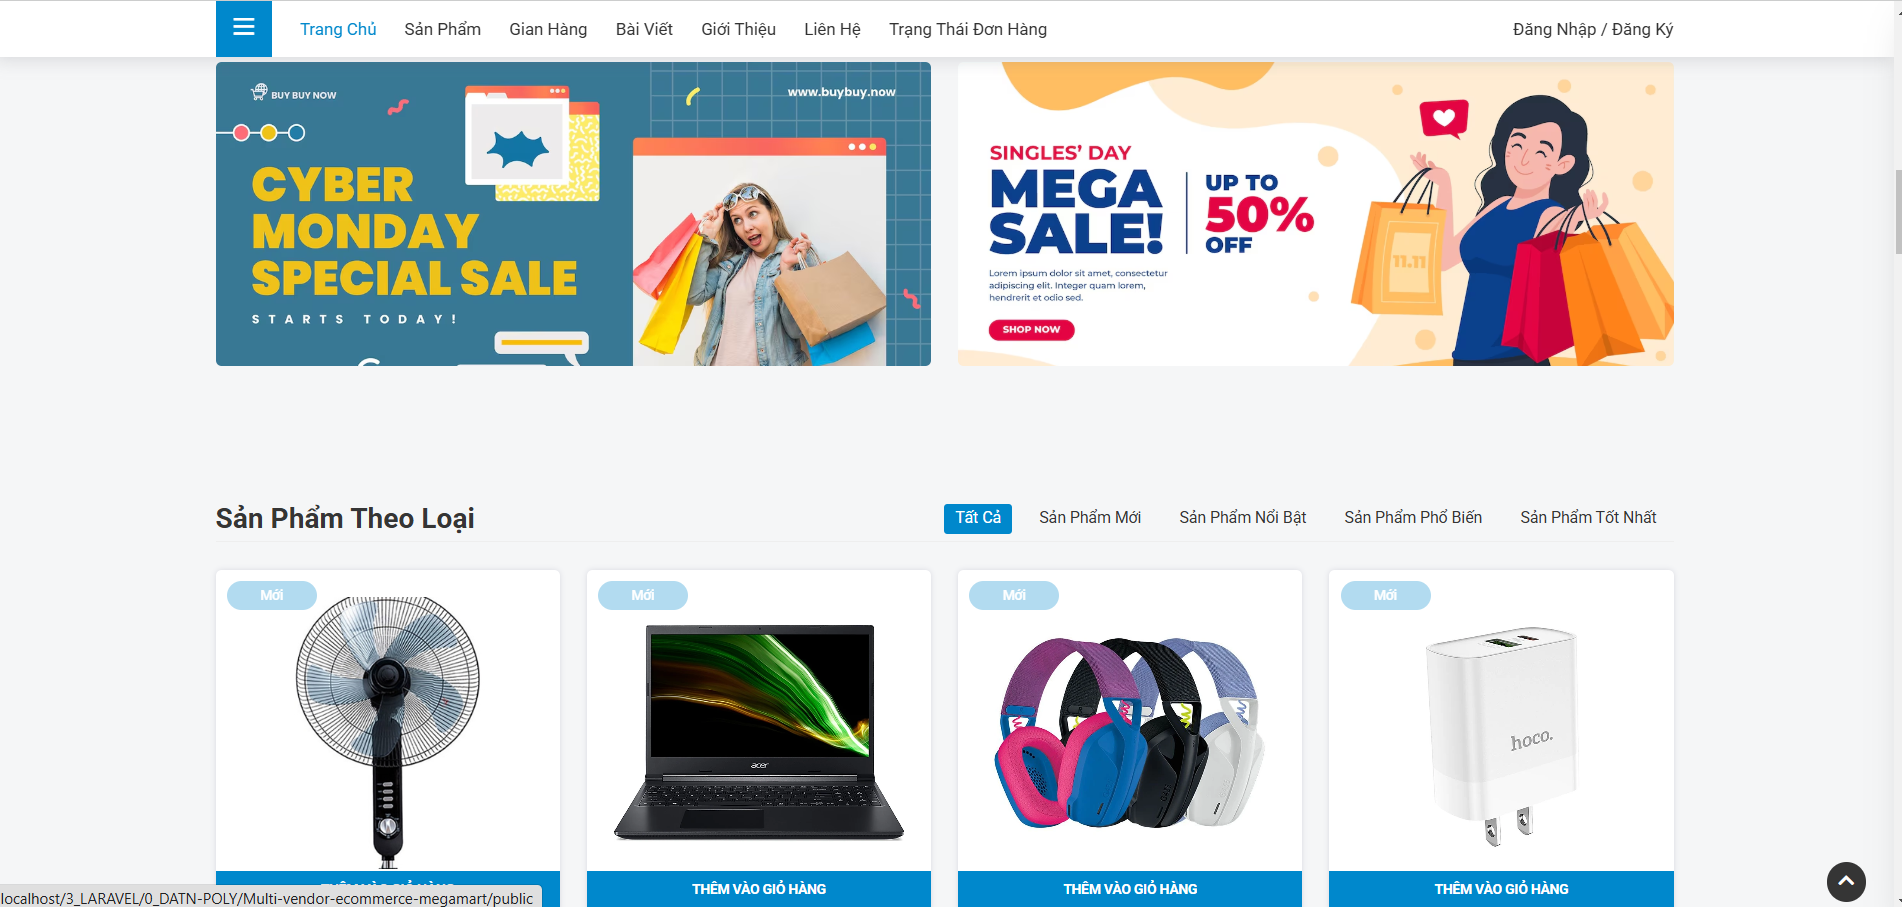 Trang Chủ Sản Phẩm Gian Hàng Bài Viết Giới Thiệu Liên Hệ Trạng Thái Đơn Hàng Đăng Nhập / Đăng Ký
BUY BUY NOW
www.buybuy.now
CYBER
MONDAY
SPECIAL SALE
STARTS TODAY!
SINGLES' DAY
MEGA
SALE!
UP TO
50%
OFF
Lorem ipsum dolor sit amet, consectetur
adipiscing elit. Integer quam lorem,
hendrerit et odio sed.
SHOP NOW
11.11
Sản Phẩm Theo Loại
Tất Cả Sản Phẩm Mới Sản Phẩm Nổi Bật Sản Phẩm Phổ Biến Sản Phẩm Tốt Nhất
Mới
Mới
Mới
Mới
acer
hoco.
THÊM VÀO GIỎ HÀNG
THÊM VÀO GIỎ HÀNG
THÊM VÀO GIỎ HÀNG
localhost/3_LARAVEL/0_DATN-POLY/Multi-vendor-ecommerce-megamart/public